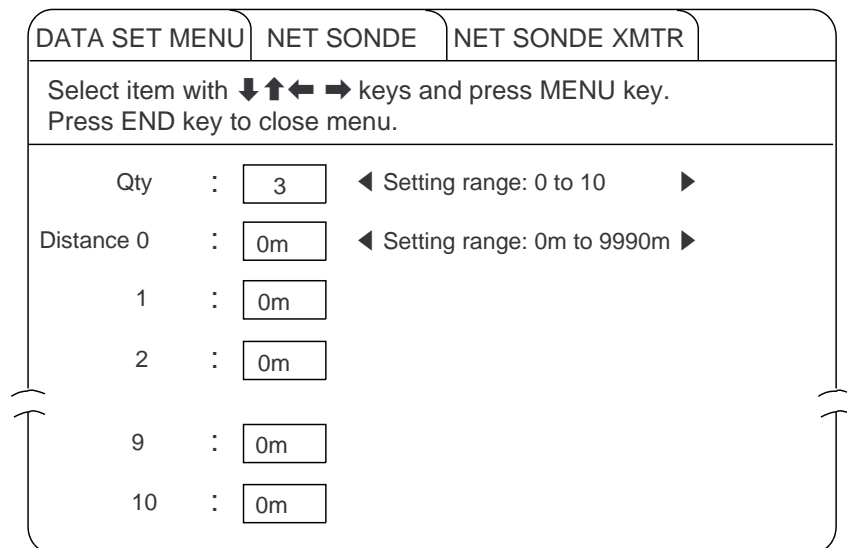 DATA SET MENU NET SONDE NET SONDE XMTR
Select item with ⬇⬆⬅ ➡ keys and press MENU key.
Press END key to close menu.
Qty : 3 ◀ Setting range: 0 to 10 ▶
Distance 0 : 0m ◀ Setting range: 0m to 9990m ▶
1 : 0m
2 : 0m
9 : 0m
10 : 0m